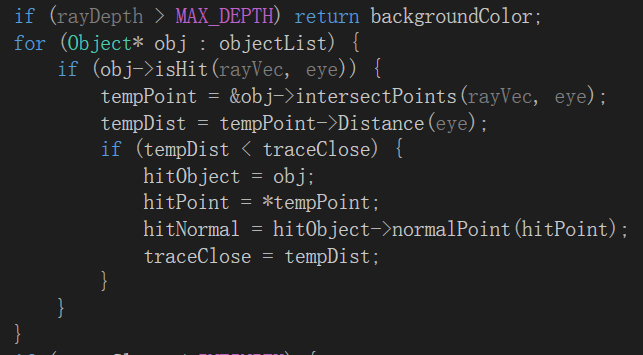 if (rayDepth > MAX_DEPTH) return backgroundColor;
for (Object* obj : objectList) {
if (obj->isHit(rayVec, eye)) {
tempPoint = &obj->intersectPoints(rayVec, eye);
tempDist = tempPoint->Distance(eye);
if (tempDist < traceClose) {
hitObject = obj;
hitPoint = *tempPoint;
hitNormal = hitObject->normalPoint(hitPoint);
traceClose = tempDist;
}
}
}